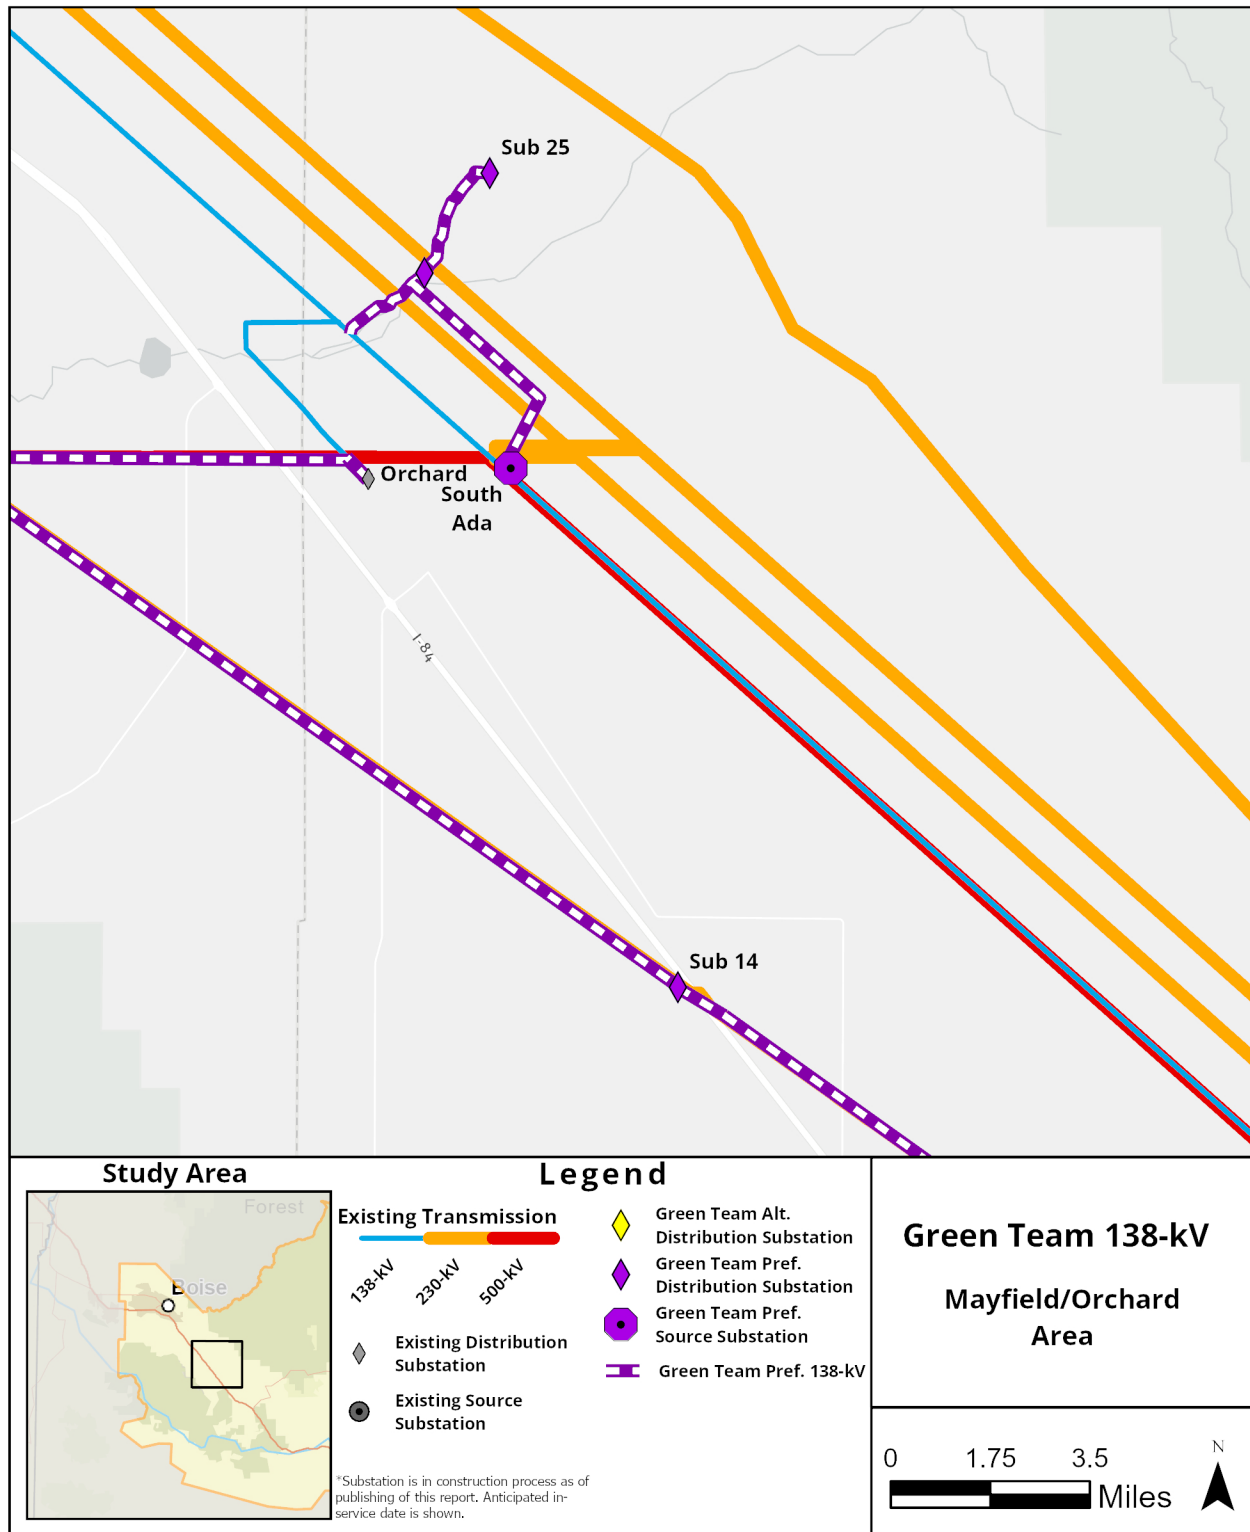 Sub 25
Orchard
South
Ada
I-84
Sub 14
Study Area
Forest
Boise
Legend
Existing Transmission
138-kV
230-kV
500-kV
Existing Distribution
Substation
Existing Source
Substation
*Substation is in construction process as of
publishing of this report. Anticipated in-
service date is shown.
Green Team Alt.
Distribution Substation
Green Team Pref.
Distribution Substation
Green Team Pref.
Source Substation
Green Team Pref. 138-kV
Green Team 138-kV
Mayfield/Orchard
Area
0 1.75 3.5
Miles
N